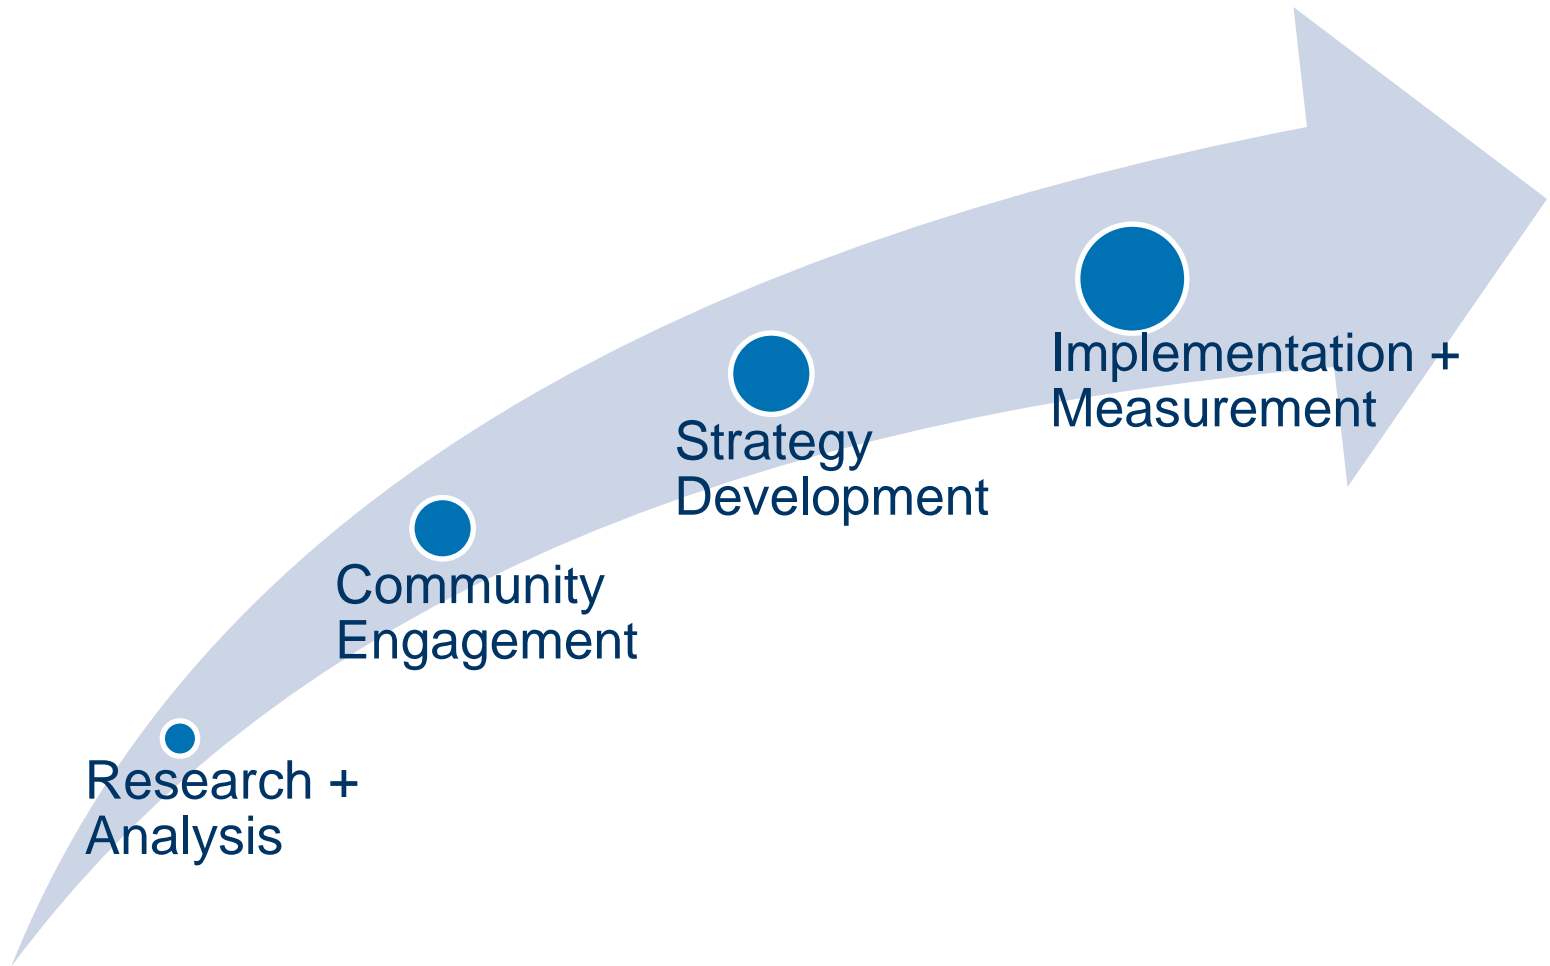 Research +
Analysis
Community
Engagement
Strategy
Development
Implementation +
Measurement